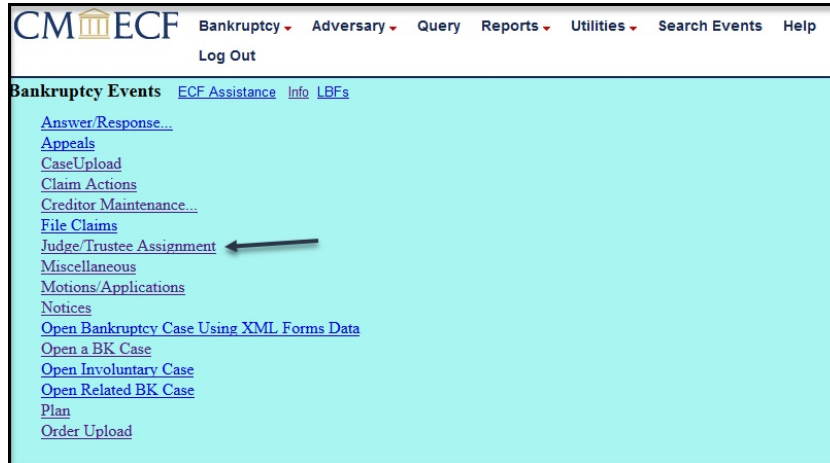 CM ECF Bankruptcy Adversary Query Reports Utilities Search Events Help
Log Out
Bankruptcy Events ECF Assistance Info LBFs
Answer/Response...
Appeals
CaseUpload
Claim Actions
Creditor Maintenance...
File Claims
Judge/Trustee Assignment
Miscellaneous
Motions/Applications
Notices
Open Bankruptcy Case Using XML Forms Data
Open a BK Case
Open Involuntary Case
Open Related BK Case
Plan
Order Upload